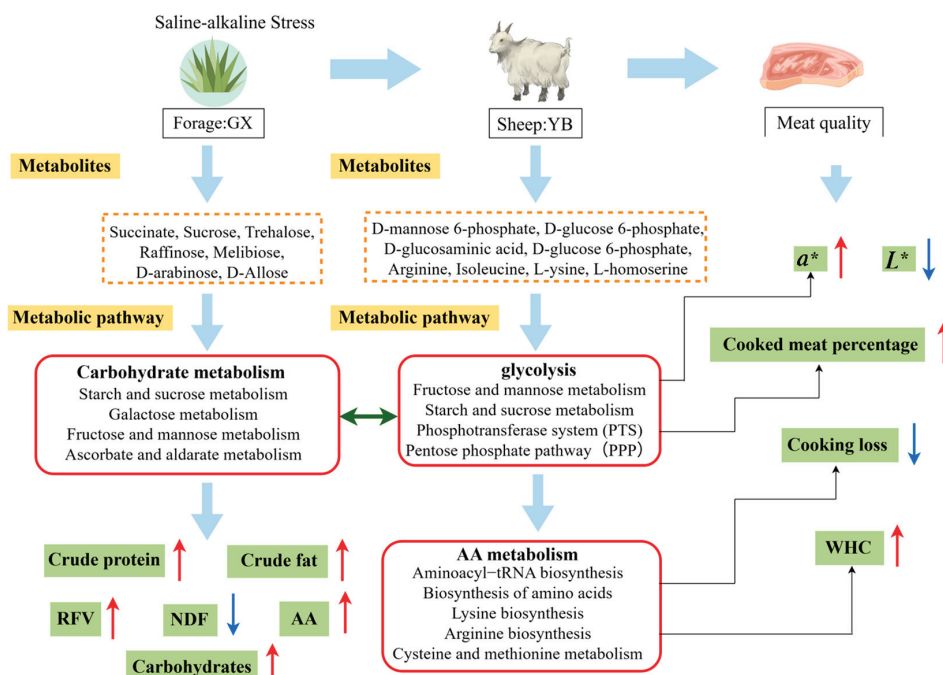 Saline-alkaline Stress
Forage:GX
Sheep:YB
Meat quality
Metabolites
Metabolites
Succinate, Sucrose, Trehalose,
Raffinose, Melibiose,
D-arabinose, D-Allose
D-mannose 6-phosphate, D-glucose 6-phosphate,
D-glucosaminic acid, D-glucose 6-phosphate,
Arginine, Isoleucine, L-ysine, L-homoserine
a*
L*
Metabolic pathway
Metabolic pathway
Cooked meat percentage
Carbohydrate metabolism
Starch and sucrose metabolism
Galactose metabolism
Fructose and mannose metabolism
Ascorbate and aldarate metabolism
glycolysis
Fructose and mannose metabolism
Starch and sucrose metabolism
Phosphotransferase system (PTS)
Pentose phosphate pathway（PPP）
Cooking loss
WHC
Crude protein
Crude fat
RFV
NDF
AA
Carbohydrates
AA metabolism
Aminoacyl−tRNA biosynthesis
Biosynthesis of amino acids
Lysine biosynthesis
Arginine biosynthesis
Cysteine and methionine metabolism